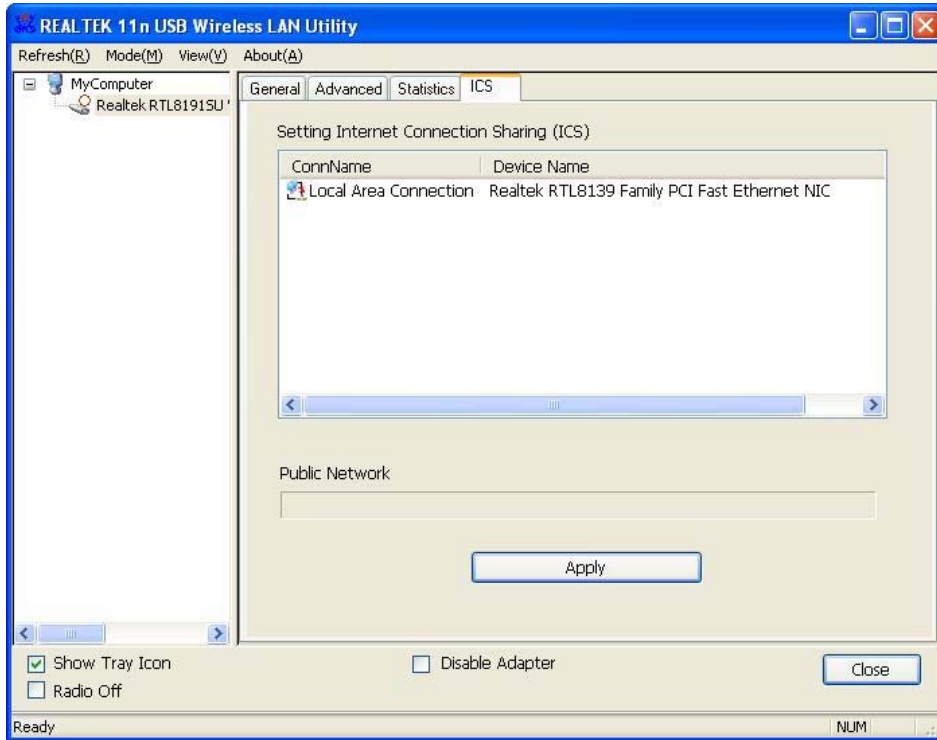 REALTEK 11n USB Wireless LAN Utility
Refresh(R) Mode(M) View(V) About(A)
MyComputer
Realtek RTL8191SU '
General Advanced Statistics ICS
Setting Internet Connection Sharing (ICS)
ConnName Device Name
Local Area Connection Realtek RTL8139 Family PCI Fast Ethernet NIC
Public Network
Apply
Show Tray Icon
Disable Adapter
Close
Radio Off
Ready NUM